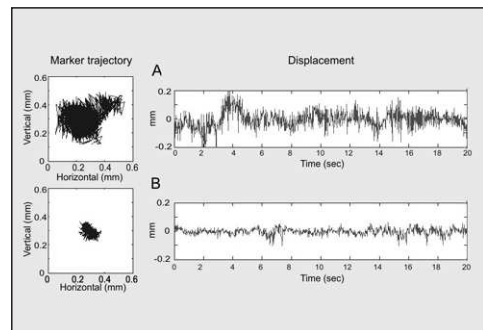 Marker trajectory
Displacement
A
0.6
0.4
0.2
0
Vertical (mm)
0 0.2 0.4 0.6
Horizontal (mm)
0.2
0
-0.2
mm
0 2 4 6 8 10 12 14 16 18 20
Time (sec)
B
0.6
0.4
0.2
0
Vertical (mm)
0 0.2 0.4 0.6
Horizontal (mm)
0.2
0
-0.2
mm
0 2 4 6 8 10 12 14 16 18 20
Time (sec)